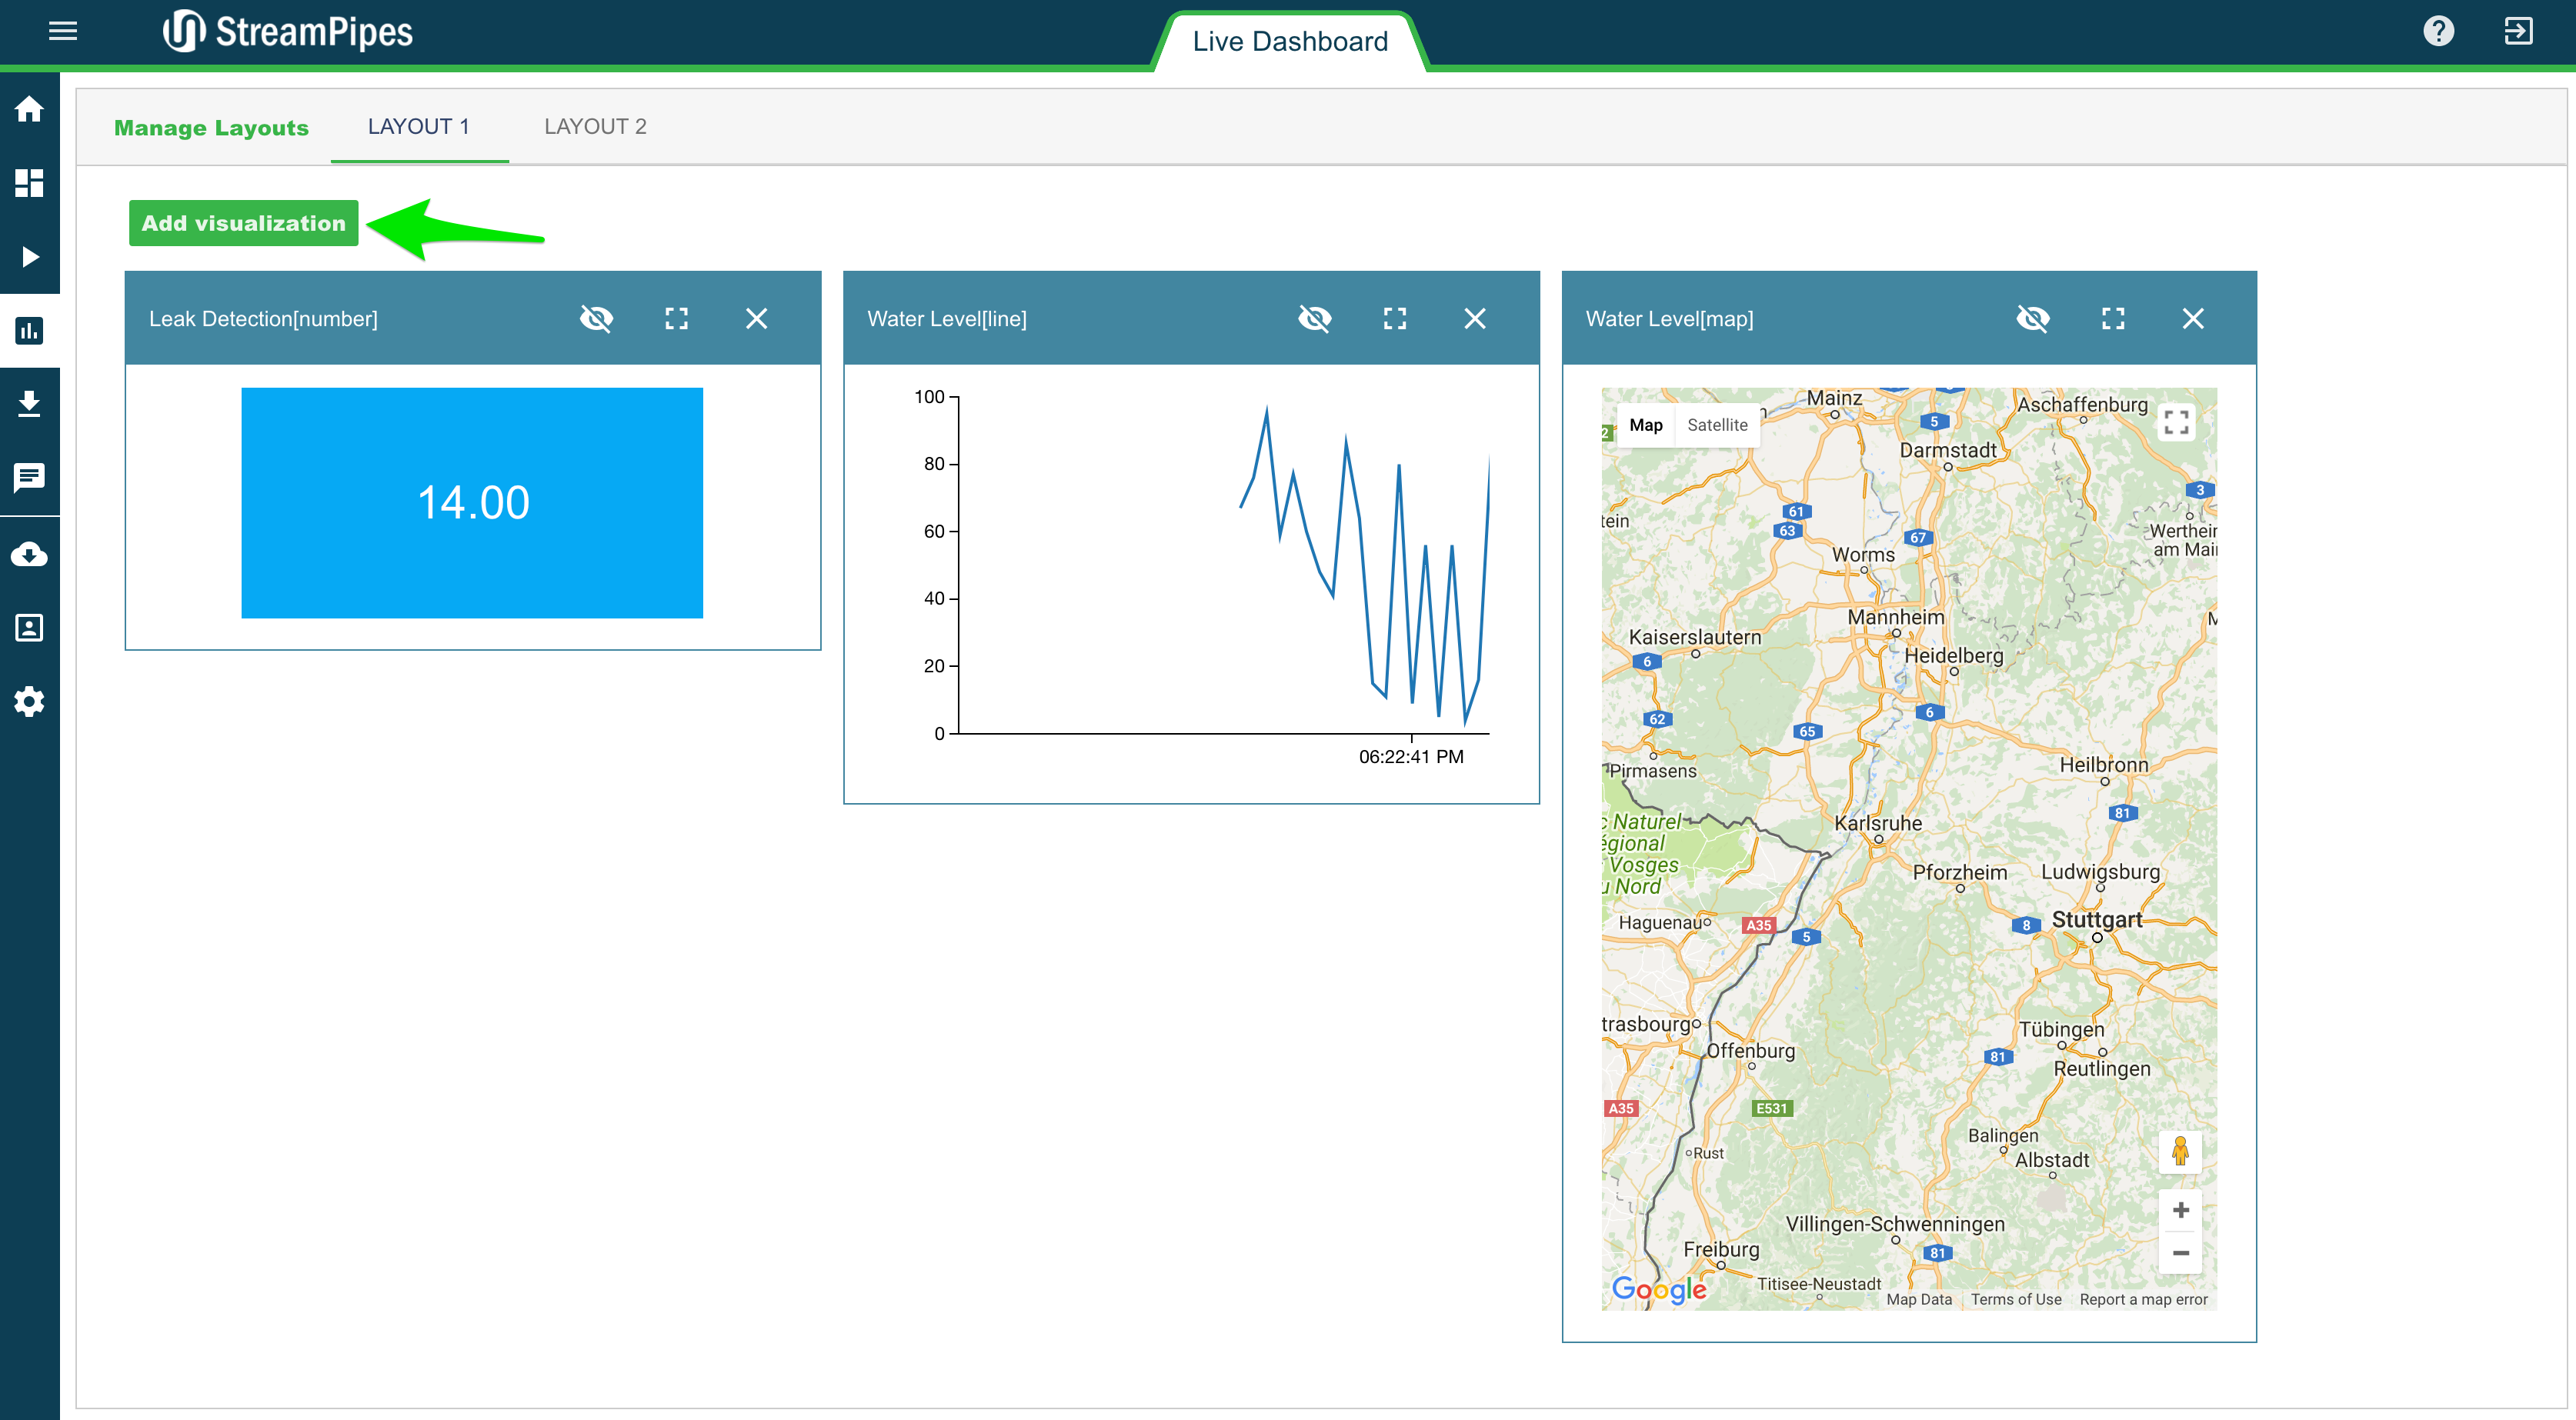 StreamPipes
Live Dashboard
Manage Layouts
LAYOUT 1
LAYOUT 2
Add visualization
Leak Detection[number]
14.00
Water Level[line]
100
80
60
40
20
0
06:22:41 PM
Water Level[map]
Map
Satellite
Mainz
Aschaffenburg
5
2
Darmstadt
3
61
63
tein
67
Wertheir
am Mai
Worms
Mannheim
Kaiserslautern
Heidelberg
6
62
6
65
Pirmasens
Heilbronn
81
c Naturel
égional
Vosges
u Nord
Karlsruhe
Pforzheim
Ludwigsburg
Haguenau
A35
5
8
Stuttgart
trasbourg
Tübingen
Offenburg
81
Reutlingen
A35
E531
Balingen
Rust
Albstadt
Villingen-Schwenningen
Freiburg
81
Titisee-Neustadt
Google
Map Data
Terms of Use
Report a map error